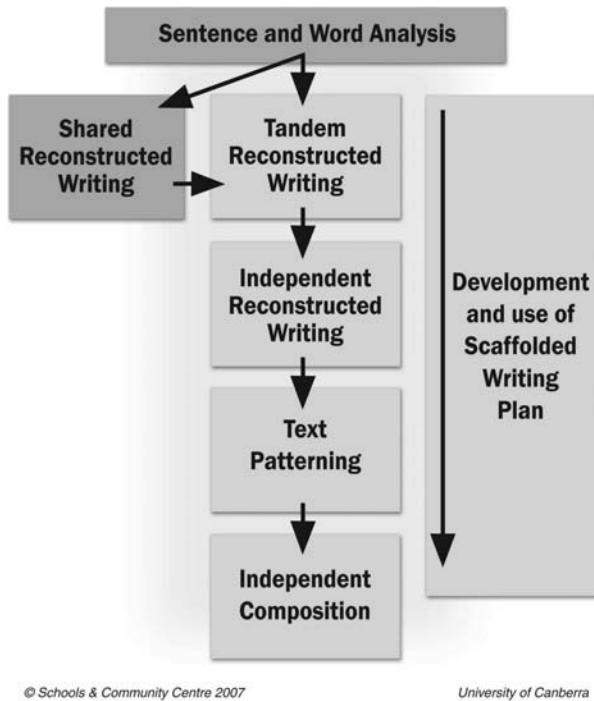 Sentence and Word Analysis
Shared
Reconstructed
Writing
Tandem
Reconstructed
Writing
Independent
Reconstructed
Writing
Text
Patterning
Independent
Composition
Development
and use of
Scaffolded
Writing
Plan
© Schools & Community Centre 2007
University of Canberra